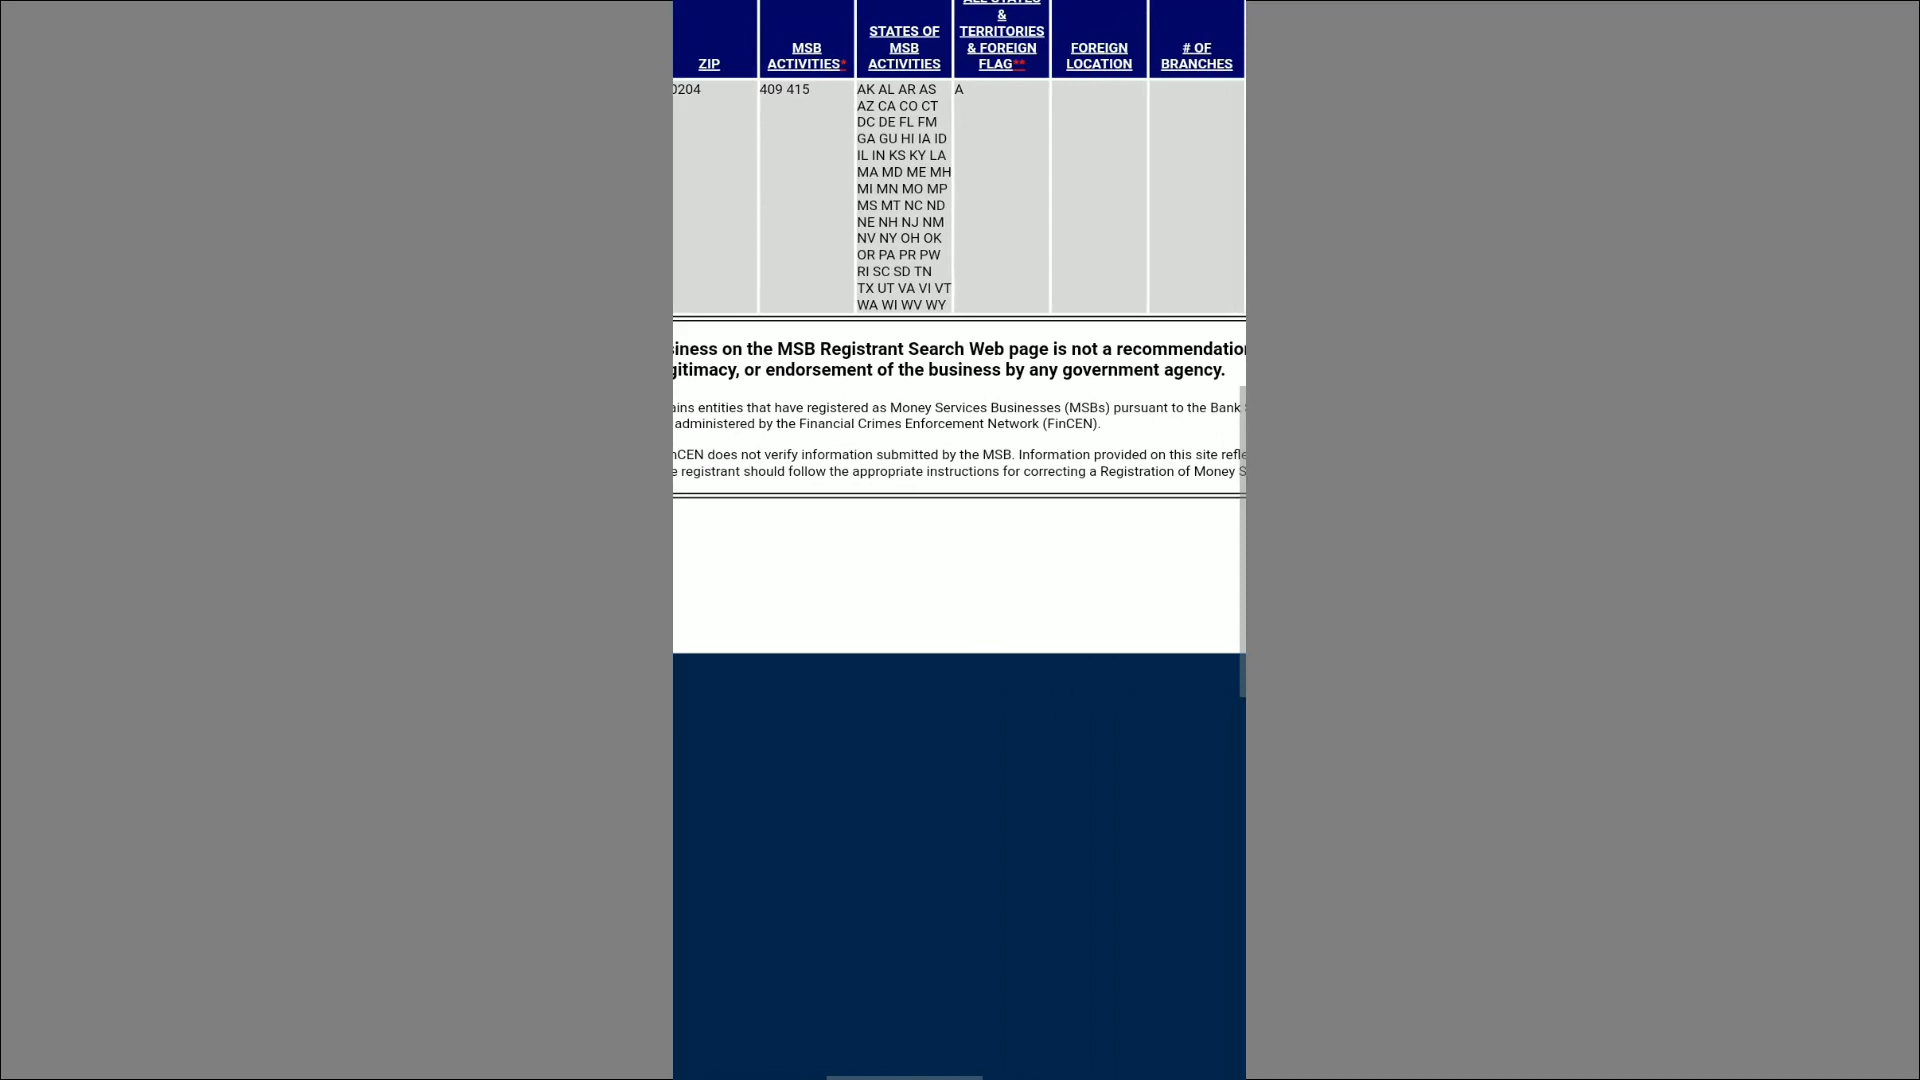 ALL STATES
&
TERRITORIES
& FOREIGN
FLAG**
STATES OF
MSB
ACTIVITIES
MSB
ACTIVITIES*
ZIP
FOREIGN
LOCATION
# OF
BRANCHES
0204
409 415
AK AL AR AS
AZ CA CO CT
DC DE FL FM
GA GU HI IA ID
IL IN KS KY LA
MA MD ME MH
MI MN MO MP
MS MT NC ND
NE NH NJ NM
NV NY OH OK
OR PA PR PW
RI SC SD TN
TX UT VA VI VT
WA WI WV WY
A
siness on the MSB Registrant Search Web page is not a recommendation
gitimacy, or endorsement of the business by any government agency.
ains entities that have registered as Money Services Businesses (MSBs) pursuant to the Bank S
administered by the Financial Crimes Enforcement Network (FinCEN).
nCEN does not verify information submitted by the MSB. Information provided on this site refle
e registrant should follow the appropriate instructions for correcting a Registration of Money S